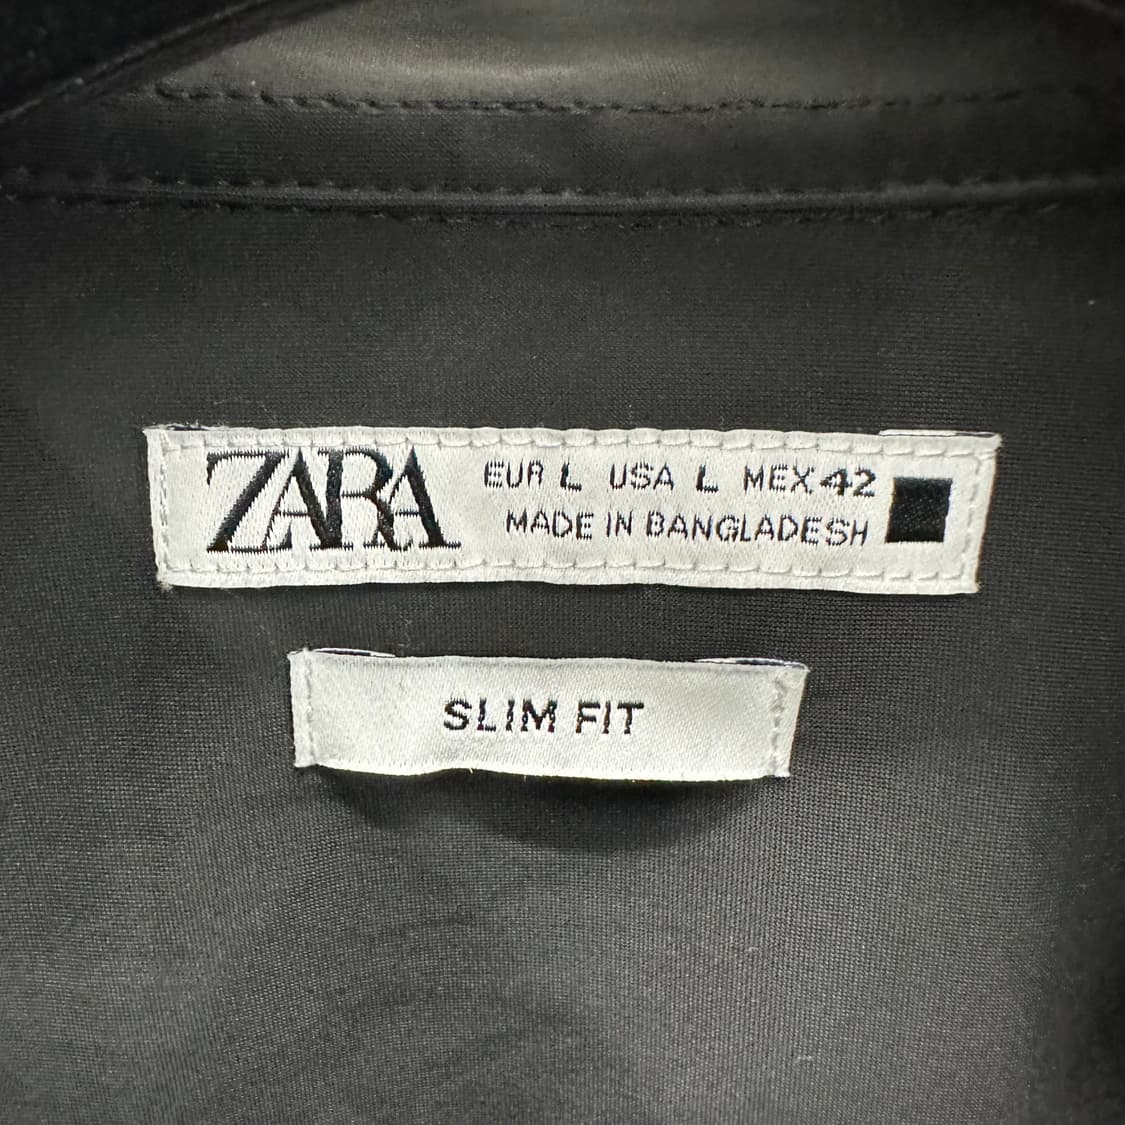 ZARA
EUR L USA L MEX 42
MADE IN BANGLADESH
SLIM FIT